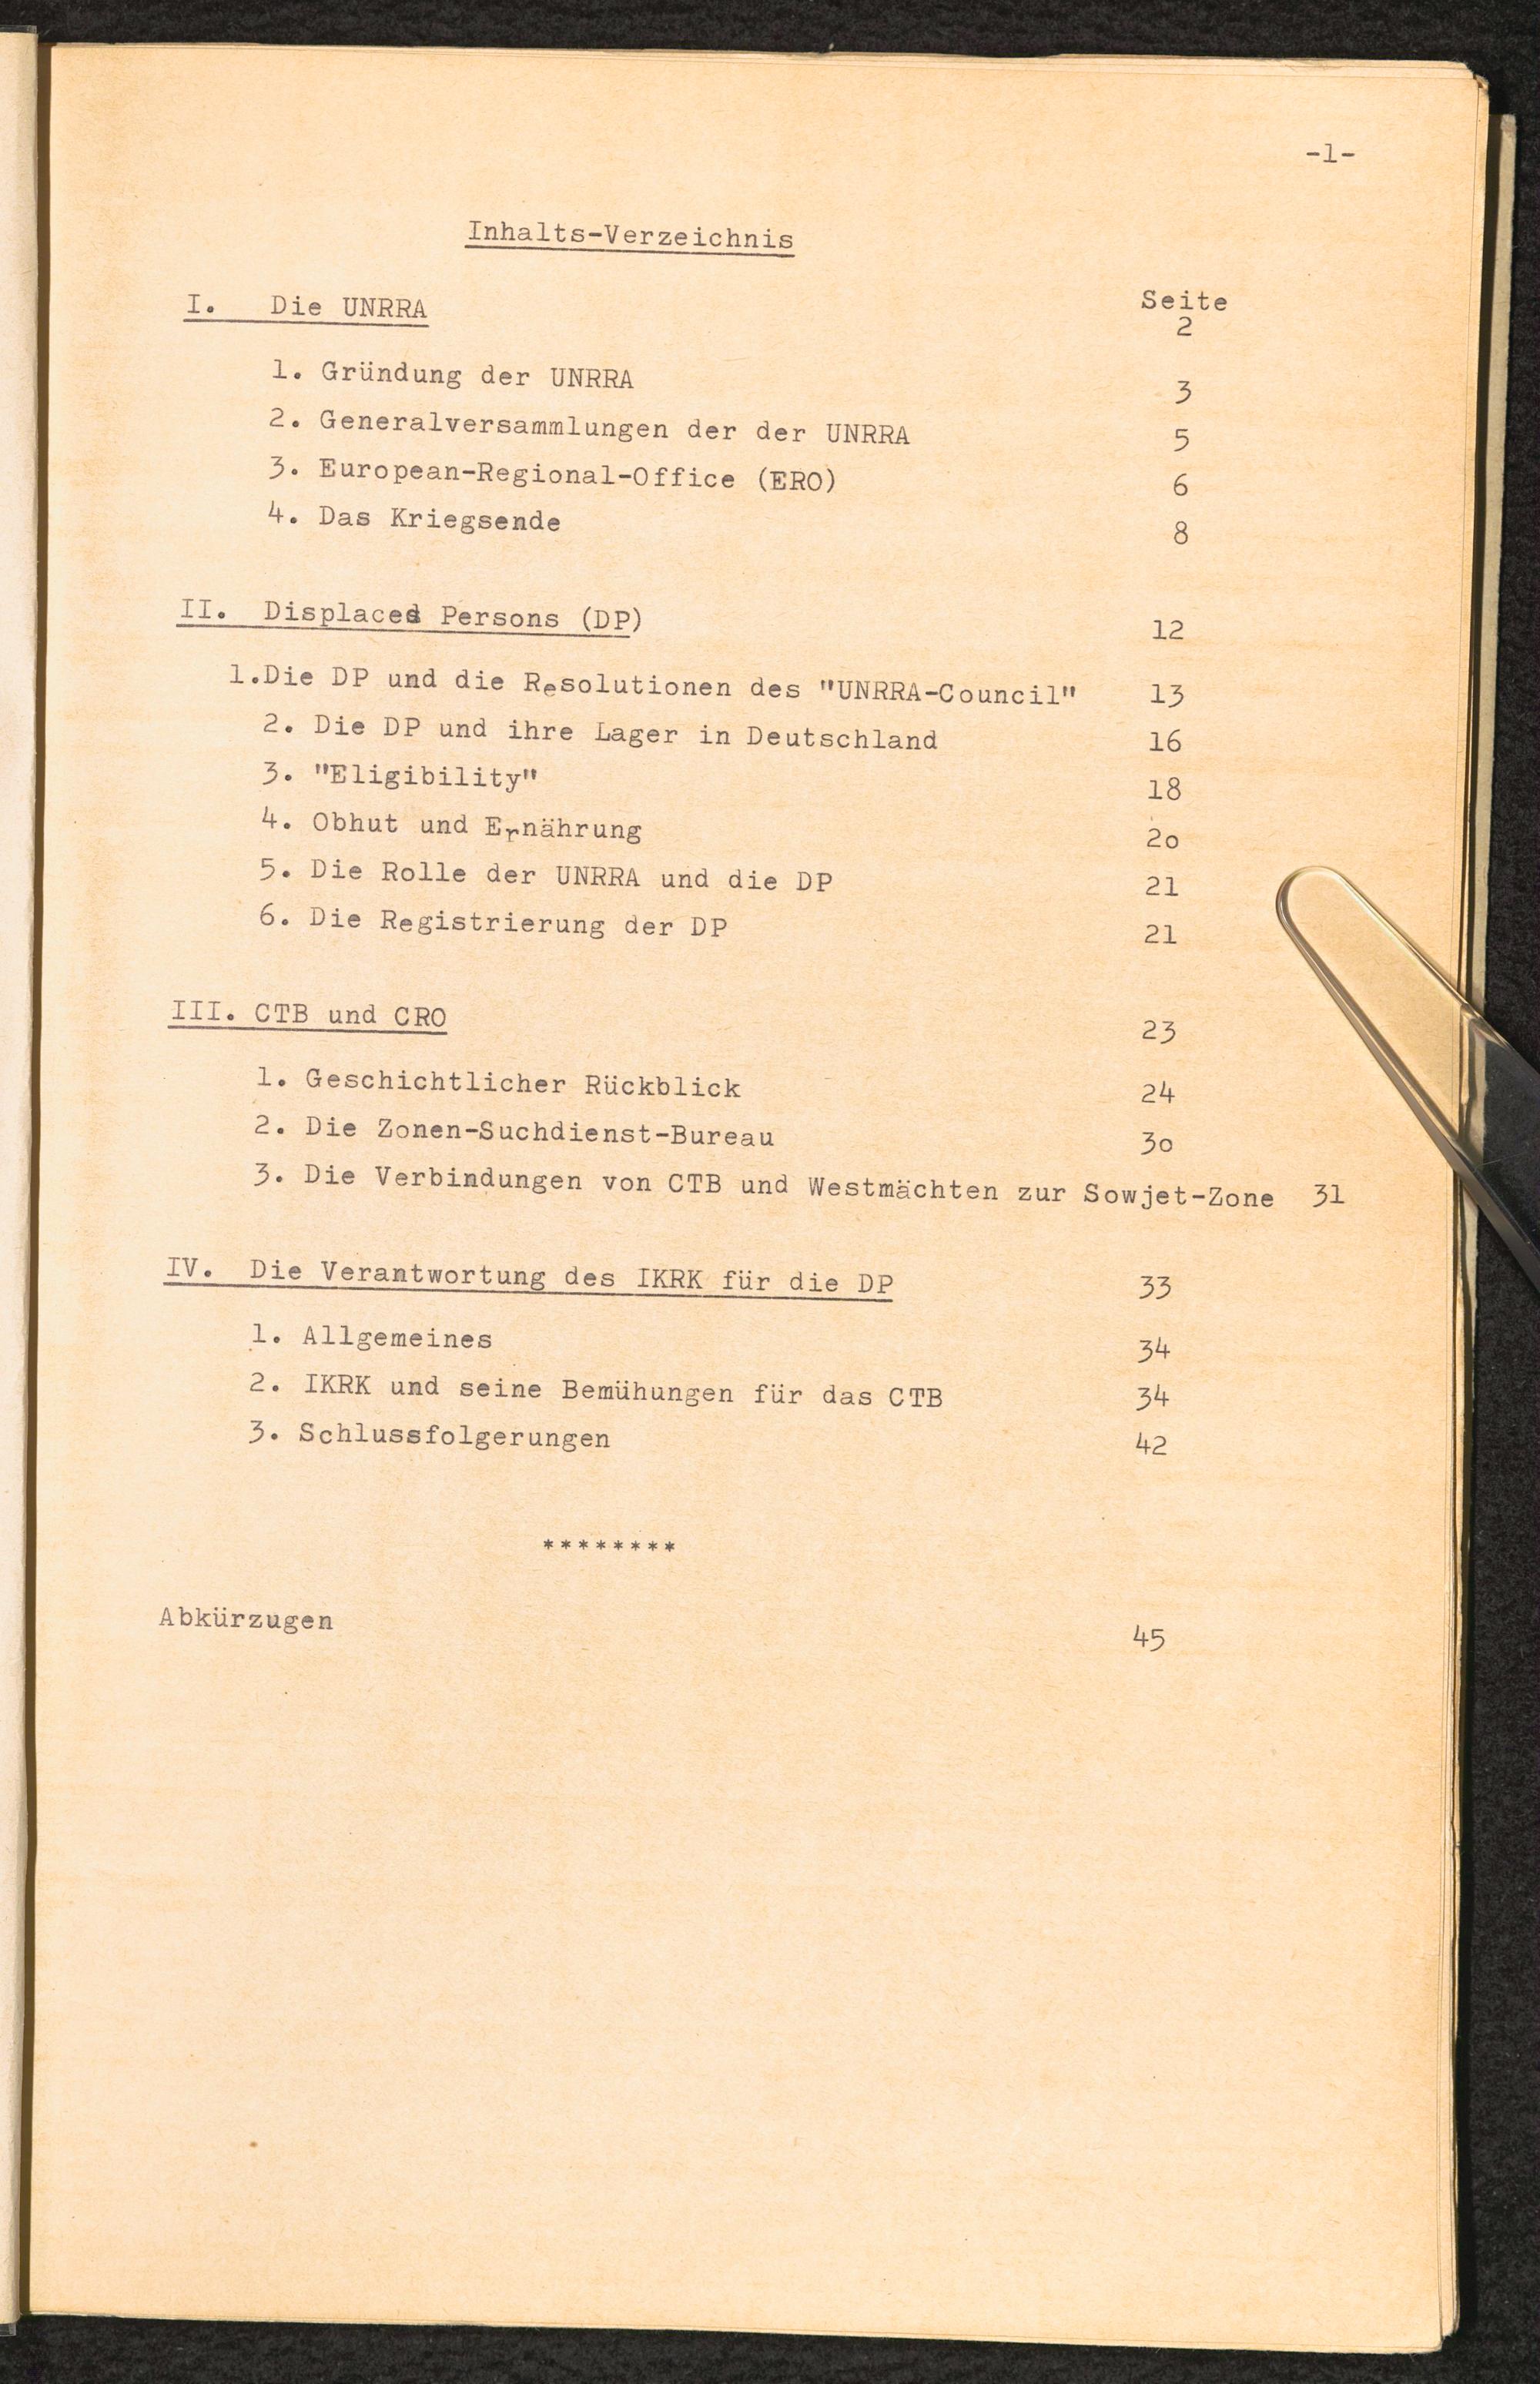 -1-
Inhalts-Verzeichnis
Seite
I. Die UNRRA 2
1. Gründung der UNRRA 3
2. Generalversammlungen der der UNRRA 5
3. European-Regional-Office (ERO) 6
4. Das Kriegsende 8
II. Displaced Persons (DP) 12
1.Die DP und die Resolutionen des "UNRRA-Council" 13
2. Die DP und ihre Lager in Deutschland 16
3. "Eligibility" 18
4. Obhut und Ernährung 2o
5. Die Rolle der UNRRA und die DP 21
6. Die Registrierung der DP 21
III. CTB und CRO 23
1. Geschichtlicher Rückblick 24
2. Die Zonen-Suchdienst-Bureau 3o
3. Die Verbindungen von CTB und Westmächten zur Sowjet-Zone 31
IV. Die Verantwortung des IKRK für die DP 33
1. Allgemeines 34
2. IKRK und seine Bemühungen für das CTB 34
3. Schlussfolgerungen 42
********
Abkürzugen 45